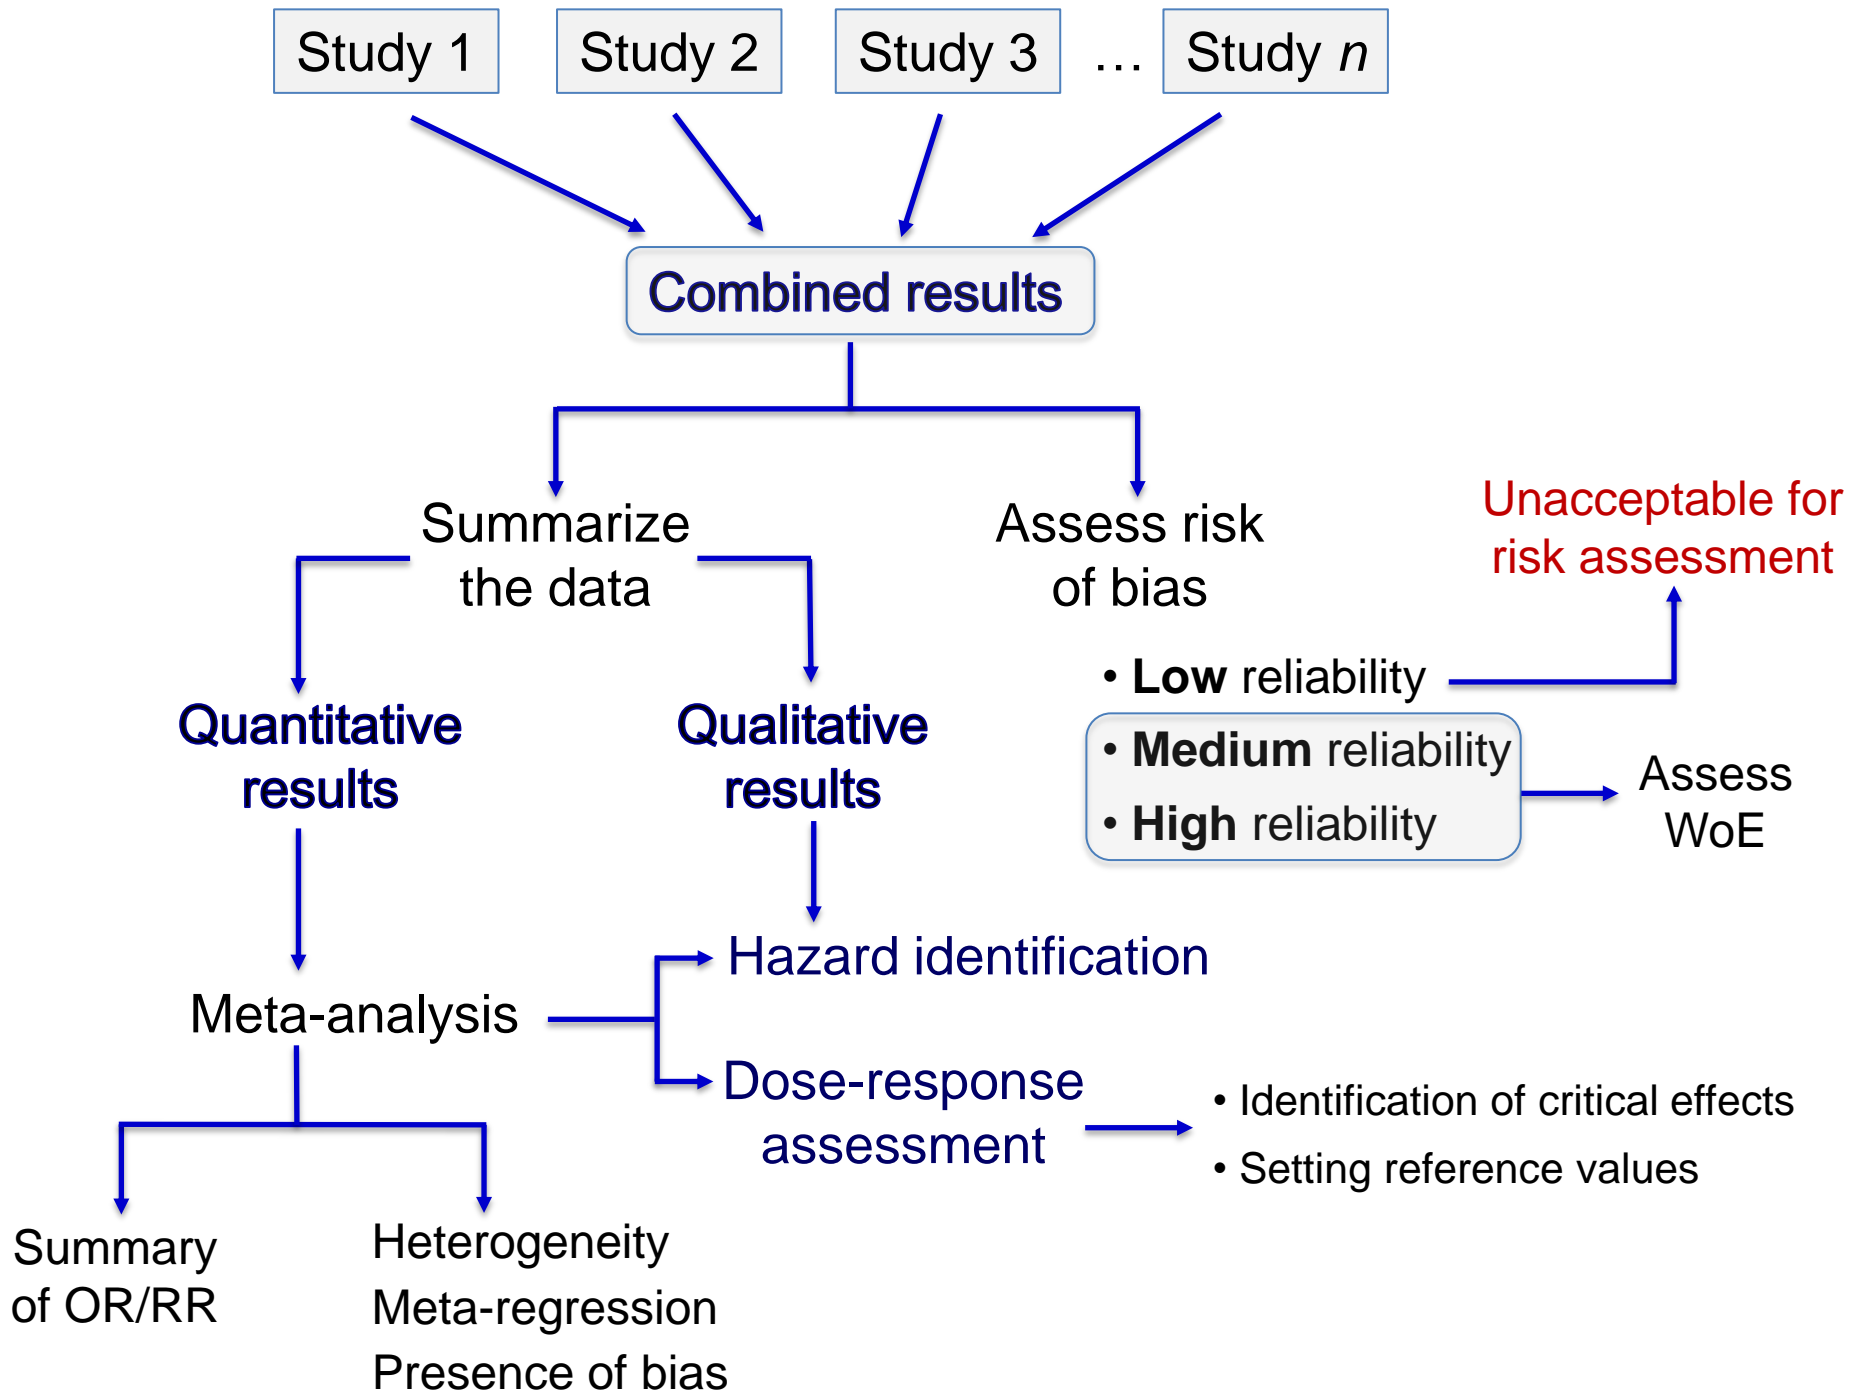 Study 1
Study 2
Study 3
…
Study n
Combined results
Summarize
the data
Assess risk
of bias
Unacceptable for
risk assessment
• Low reliability
• Medium reliability
• High reliability
Assess
WoE
Quantitative
results
Qualitative
results
Hazard identification
Meta-analysis
Dose-response
assessment
• Identification of critical effects
• Setting reference values
Summary
of OR/RR
Heterogeneity
Meta-regression
Presence of bias